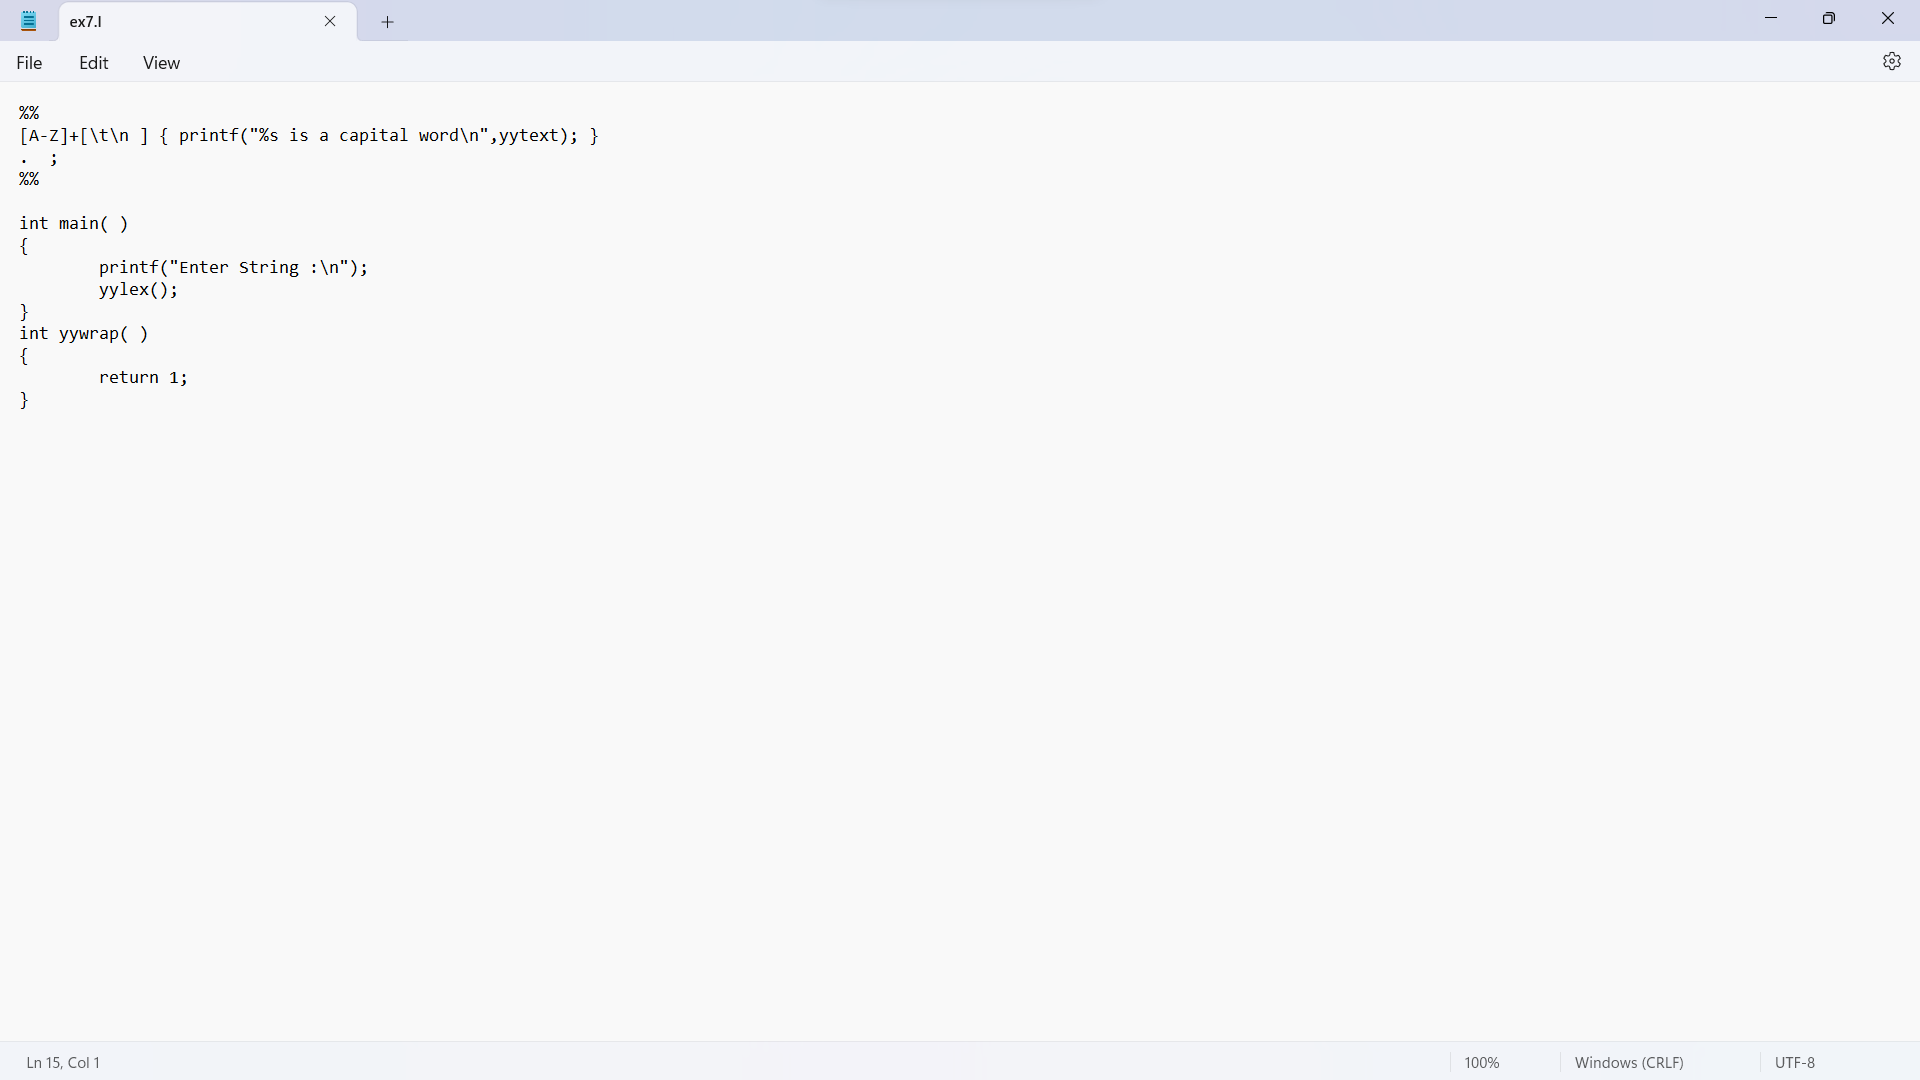 ex7.l
File Edit View
%%
[A-Z]+[\t\n ] { printf("%s is a capital word\n",yytext); }
.  ;
%%

int main( )
{
        printf("Enter String :\n");
        yylex();
}
int yywrap( )
{
        return 1;
}
Ln 15, Col 1 100% Windows (CRLF) UTF-8